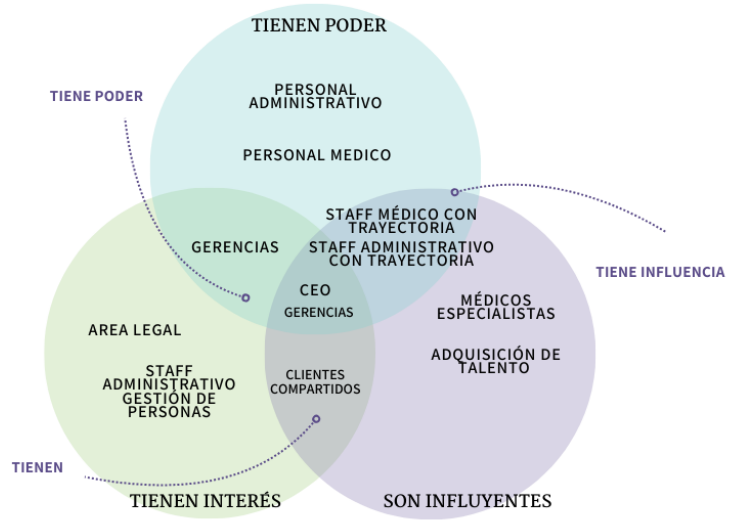 TIENEN PODER
PERSONAL
ADMINISTRATIVO
TIENE PODER
PERSONAL MEDICO
STAFF MÉDICO CON
TRAYECTORIA
GERENCIAS
STAFF ADMINISTRATIVO
CON TRAYECTORIA
TIENE INFLUENCIA
CEO
GERENCIAS
MÉDICOS
ESPECIALISTAS
AREA LEGAL
ADQUISICIÓN DE
TALENTO
STAFF
ADMINISTRATIVO
GESTIÓN DE
PERSONAS
CLIENTES
COMPARTIDOS
TIENEN
TIENEN INTERÉS
SON INFLUYENTES